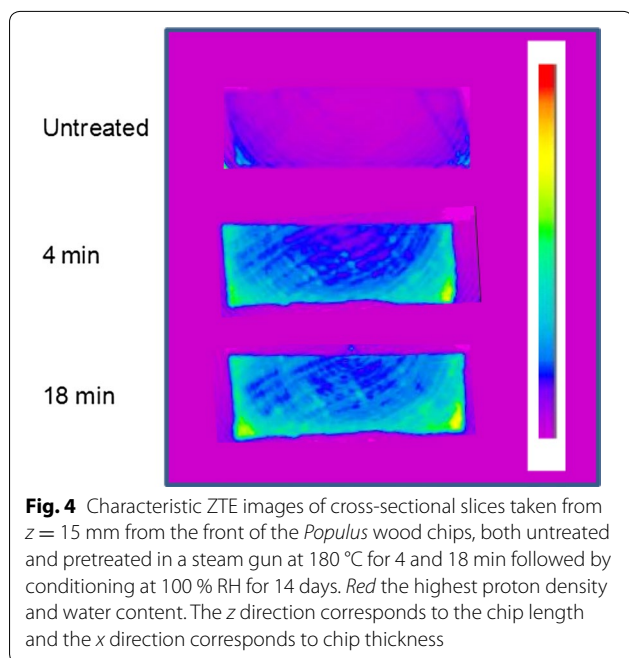 Untreated
4 min
18 min
Fig. 4 Characteristic ZTE images of cross-sectional slices taken from
z = 15 mm from the front of the Populus wood chips, both untreated
and pretreated in a steam gun at 180 °C for 4 and 18 min followed by
conditioning at 100 % RH for 14 days. Red the highest proton density
and water content. The z direction corresponds to the chip length
and the x direction corresponds to chip thickness